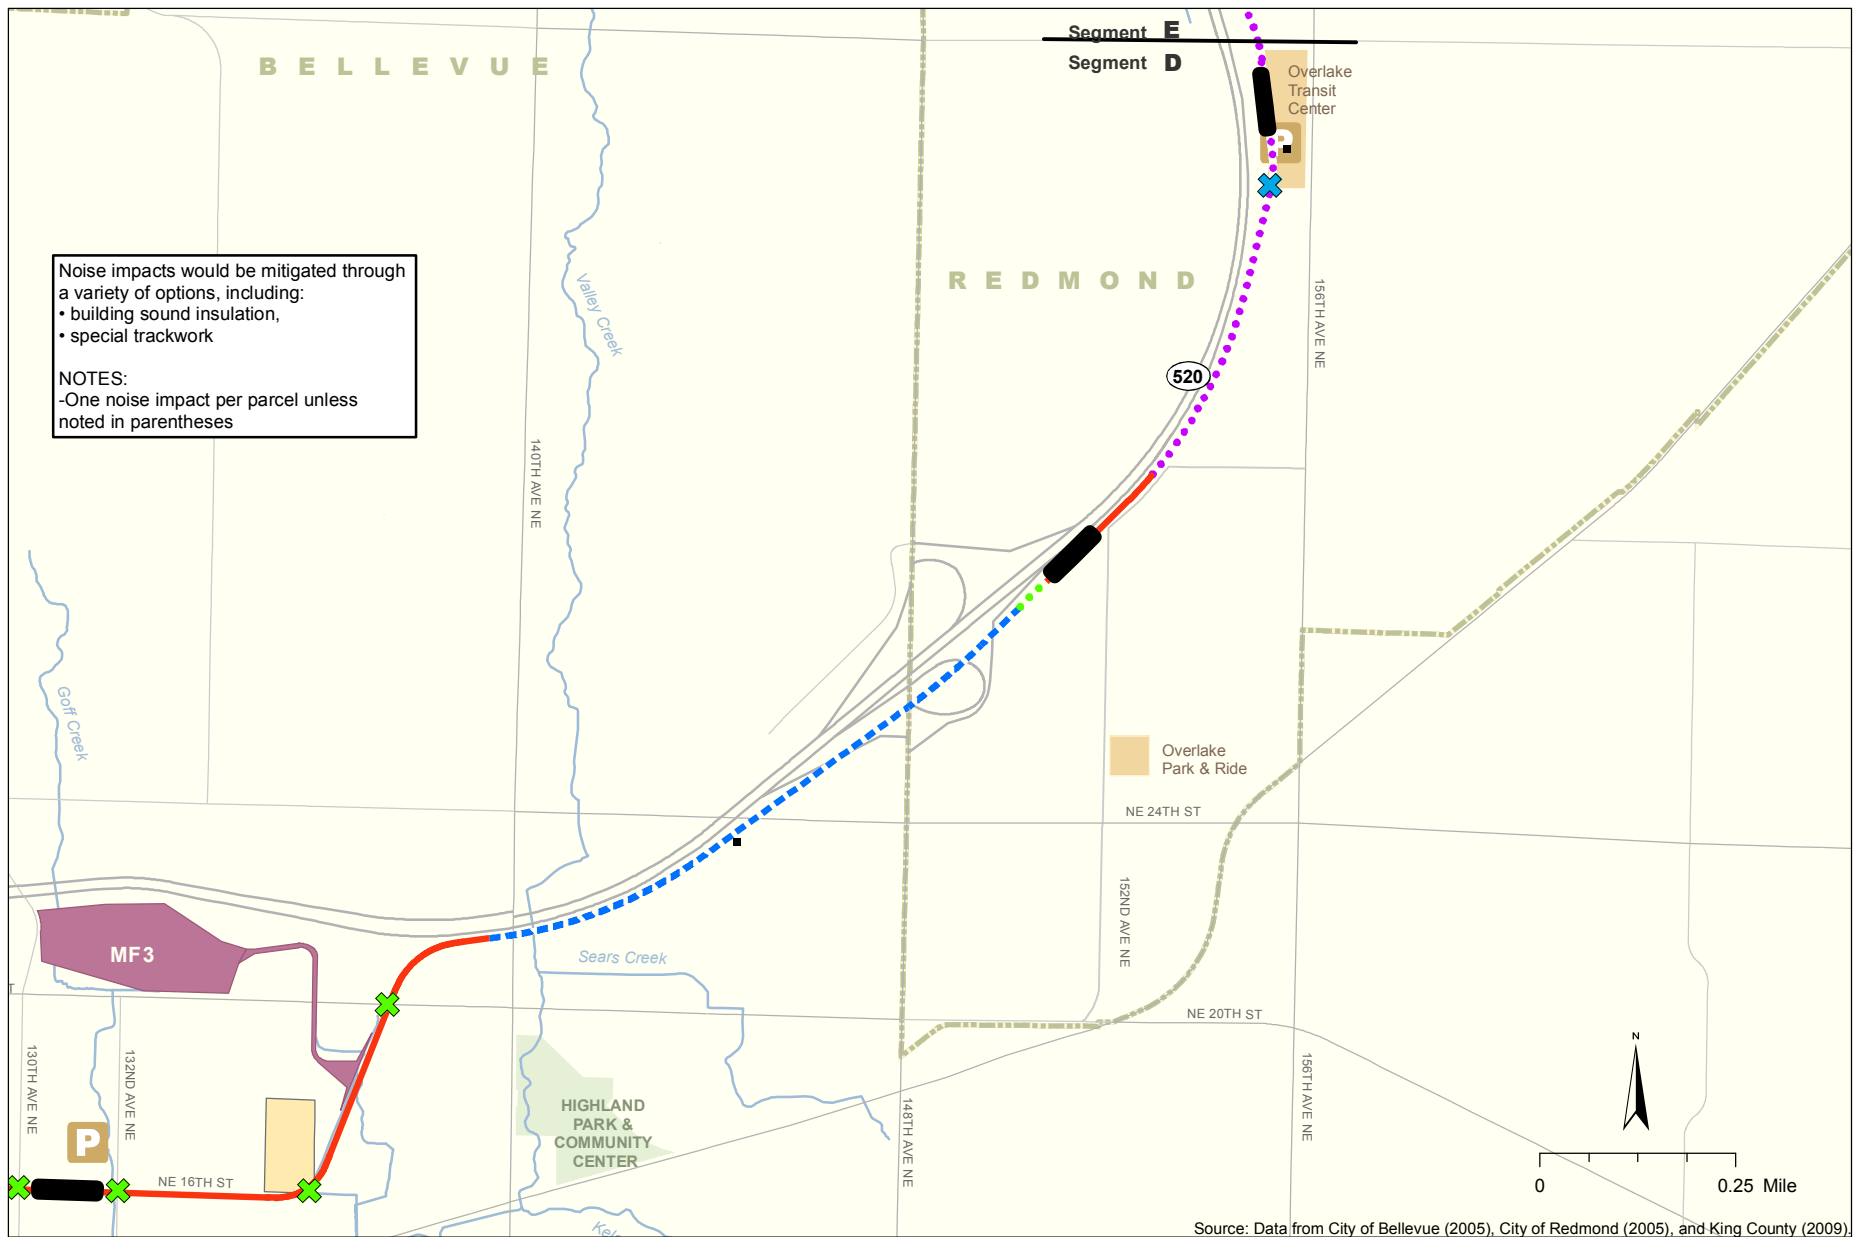 Segment E
Segment D
BELLEVUE
Overlake
Transit
Center
P
Noise impacts would be mitigated through
a variety of options, including:
• building sound insulation,
• special trackwork
NOTES:
-One noise impact per parcel unless
noted in parentheses
Valley Creek
REDMOND
156TH AVE NE
520
140TH AVE NE
Goff Creek
Overlake
Park & Ride
NE 24TH ST
152ND AVE NE
MF3
Sears Creek
T
NE 20TH ST
130TH AVE NE
132ND AVE NE
P
HIGHLAND
PARK &
COMMUNITY
CENTER
148TH AVE NE
156TH AVE NE
N
NE 16TH ST
0 0.25 Mile
Source: Data from City of Bellevue (2005), City of Redmond (2005), and King County (2009).